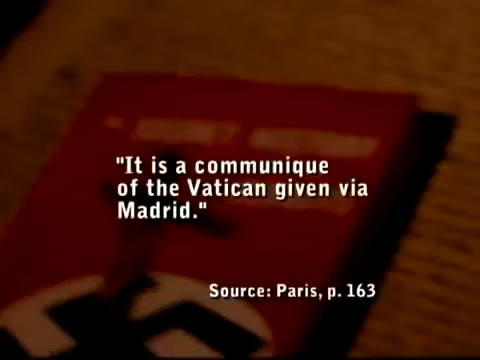 "It is a communique
of the Vatican given via
Madrid."
Source: Paris, p. 163